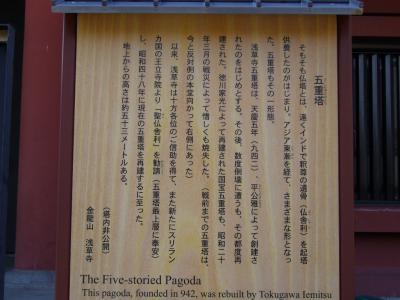 五重塔
そもそも仏塔とは、遠くインドで釈尊の遺骨（仏舎利）を起塔
供養したのがはじまり。アジア東漸を経て、さまざまな形となっ
た。五重塔もその一形態。
浅草寺五重塔は、天慶五年（九四二）、平公雅によって創建さ
れたのをはじめとする。その後、数度倒壊に遭うも、その都度再
建された。徳川家光によって再建された国宝五重塔も、昭和二十
年三月の戦災によって惜しくも焼失した。（戦前までの五重塔は、
今と反対側の本堂向かって右側にあった）
以来、浅草寺は十方各位のご信助を得て、また新たにスリラン
カ国の王立寺院より「聖仏舎利」を勧請（五重塔最上層に奉安）
し、昭和四十八年に現在の五重塔を再建するに至った。
地上からの高さは約五十三メートルある。
（塔内非公開）
金龍山 浅草寺
The Five-storied Pagoda
This pagoda, founded in 942, was rebuilt by Tokugawa Iemitsu